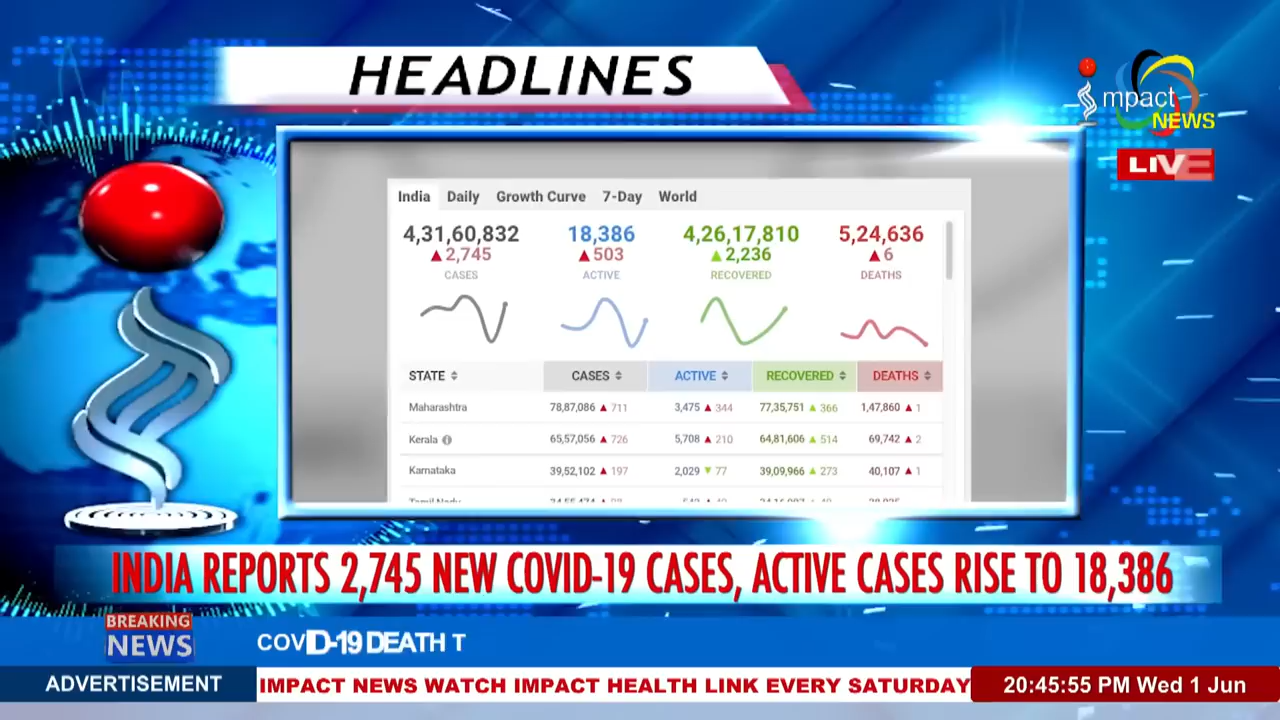 HEADLINES
mpact
NEWS
LIVE
India Daily Growth Curve 7-Day World
4,31,60,832 18,386 4,26,17,810 5,24,636
▲2,745 ▲503 ▲2,236 ▲6
CASES ACTIVE RECOVERED DEATHS
STATE CASES ACTIVE RECOVERED DEATHS
Maharashtra 78,87,086 ▲ 711 3,475 ▲ 344 77,35,751 ▲ 366 1,47,860 ▲ 1
Kerala 65,57,056 ▲ 726 5,708 ▲ 210 64,81,606 ▲ 514 69,742 ▲ 2
Karnataka 39,52,102 ▲ 197 2,029 ▼ 77 39,09,966 ▲ 273 40,107 ▲ 1
INDIA REPORTS 2,745 NEW COVID-19 CASES, ACTIVE CASES RISE TO 18,386
BREAKING
NEWS
COVID-19 DEATH T
ADVERTISEMENT IMPACT NEWS WATCH IMPACT HEALTH LINK EVERY SATURDAY 20:45:55 PM Wed 1 Jun